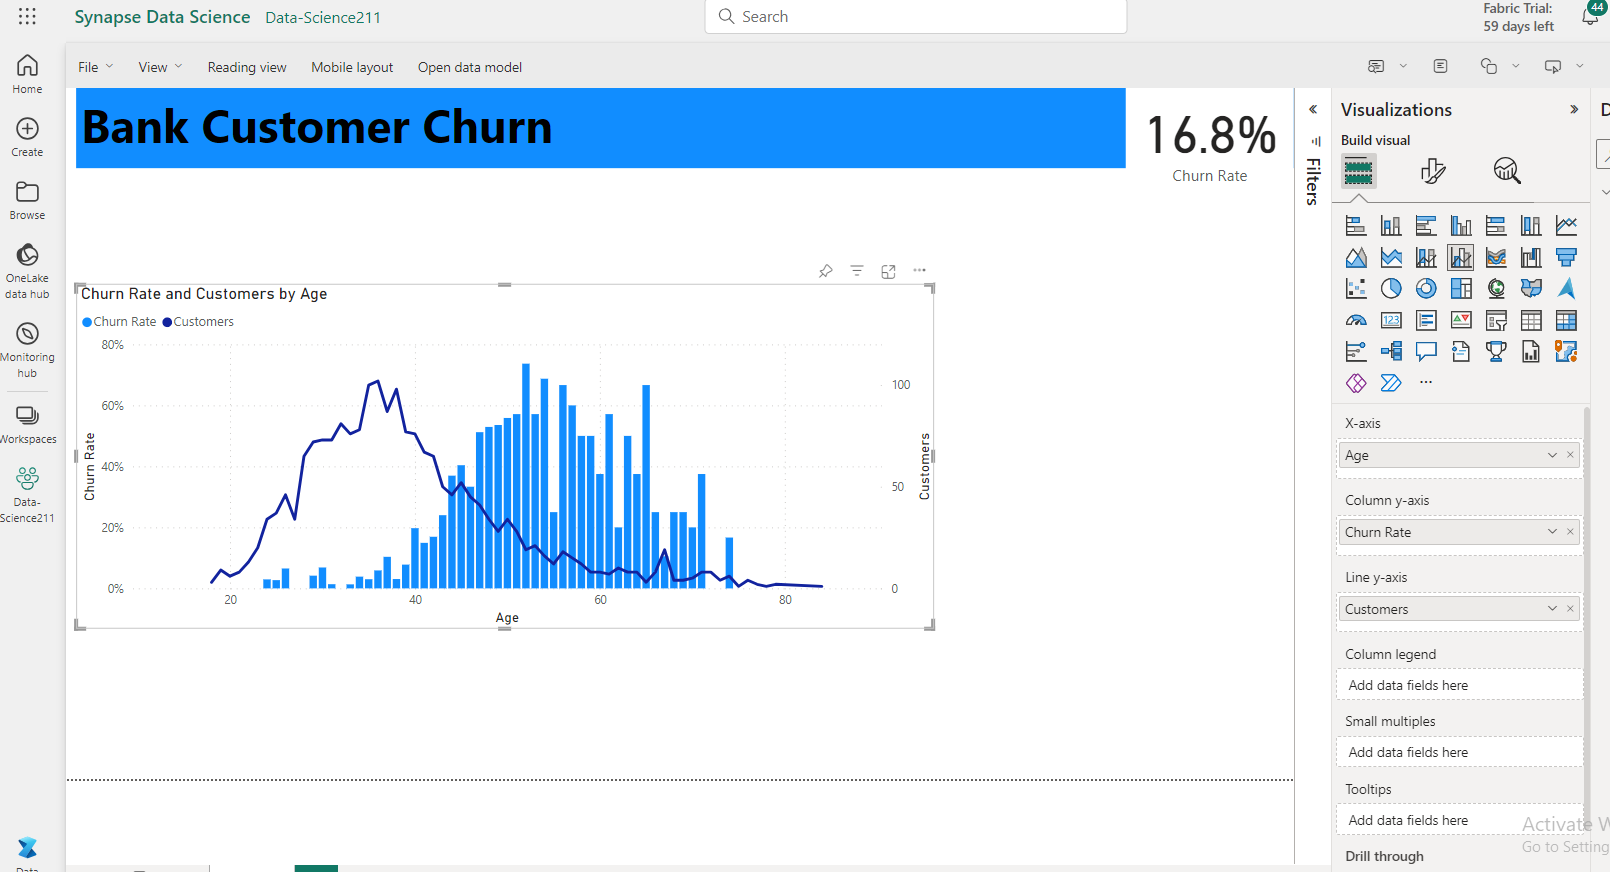 Synapse Data Science Data-Science211
Search
Fabric Trial:
59 days left
44
Home
Create
Browse
OneLake
data hub
Monitoring
hub
Workspaces
Data-
Science211
File View Reading view Mobile layout Open data model
Bank Customer Churn
16.8%
Churn Rate
Churn Rate and Customers by Age
Churn Rate Customers
80%
60%
40%
20%
0%
Churn Rate
100
50
0
Customers
20 40 60 80
Age
Filters
Visualizations
Build visual
123
X-axis
Age
Column y-axis
Churn Rate
Line y-axis
Customers
Column legend
Add data fields here
Small multiples
Add data fields here
Tooltips
Add data fields here
Drill through
Activate W
Go to Setting